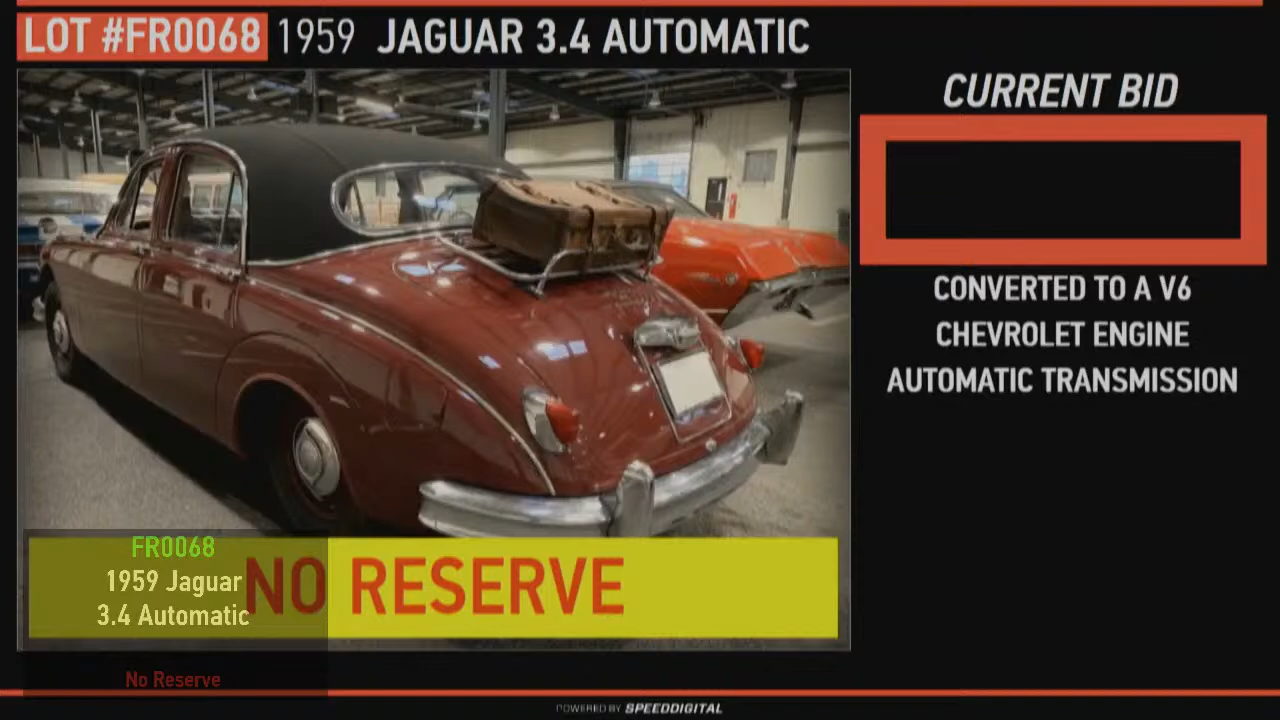 LOT #FR0068 1959 JAGUAR 3.4 AUTOMATIC
CURRENT BID
CONVERTED TO A V6
CHEVROLET ENGINE
AUTOMATIC TRANSMISSION
NO RESERVE
FR0068
1959 Jaguar
3.4 Automatic
No Reserve
POWERED BY SPEEDDIGITAL